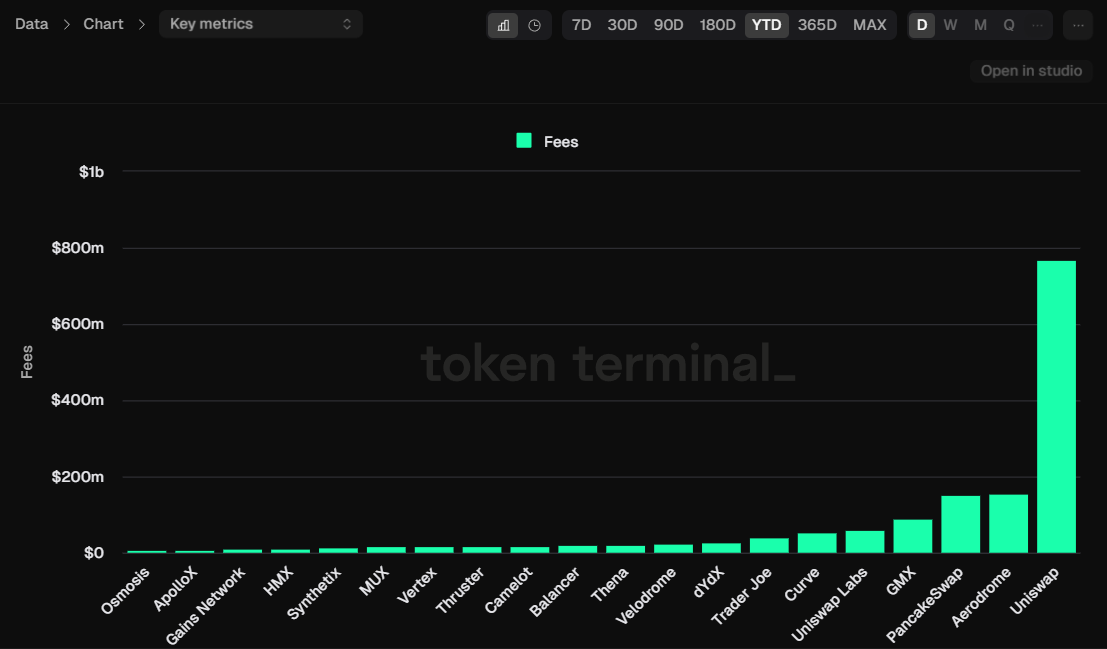 Data > Chart > Key metrics
7D 30D 90D 180D YTD 365D MAX D W M Q ... ...
Open in studio
Fees
$1b
$800m
$600m
$400m
$200m
$0
Fees
token terminal_
Osmosis
ApolloX
Gains Network
HMX
Synthetix
MUX
Vertex
Thruster
Camelot
Balancer
Thena
Velodrome
dYdX
Trader Joe
Curve
Uniswap Labs
GMX
PancakeSwap
Aerodrome
Uniswap